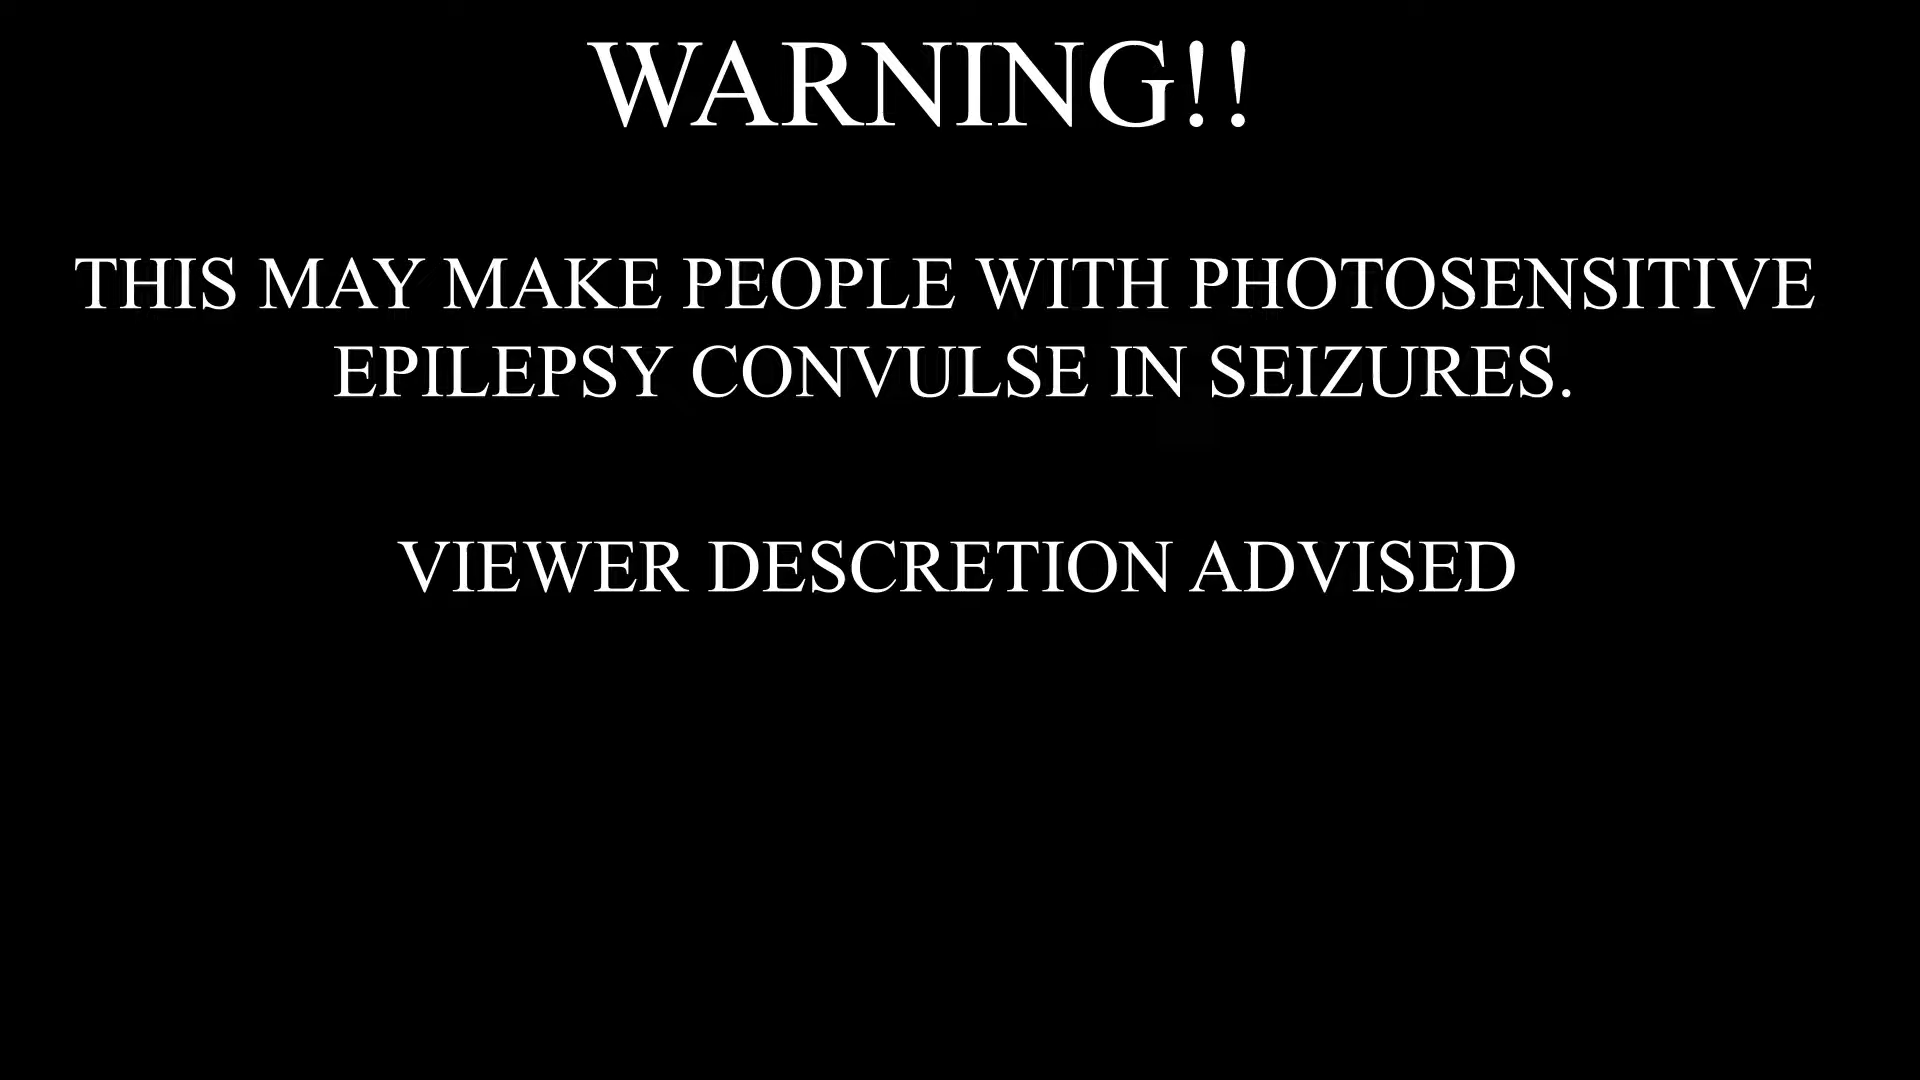 WARNING!!
THIS MAY MAKE PEOPLE WITH PHOTOSENSITIVE
EPILEPSY CONVULSE IN SEIZURES.
VIEWER DESCRETION ADVISED